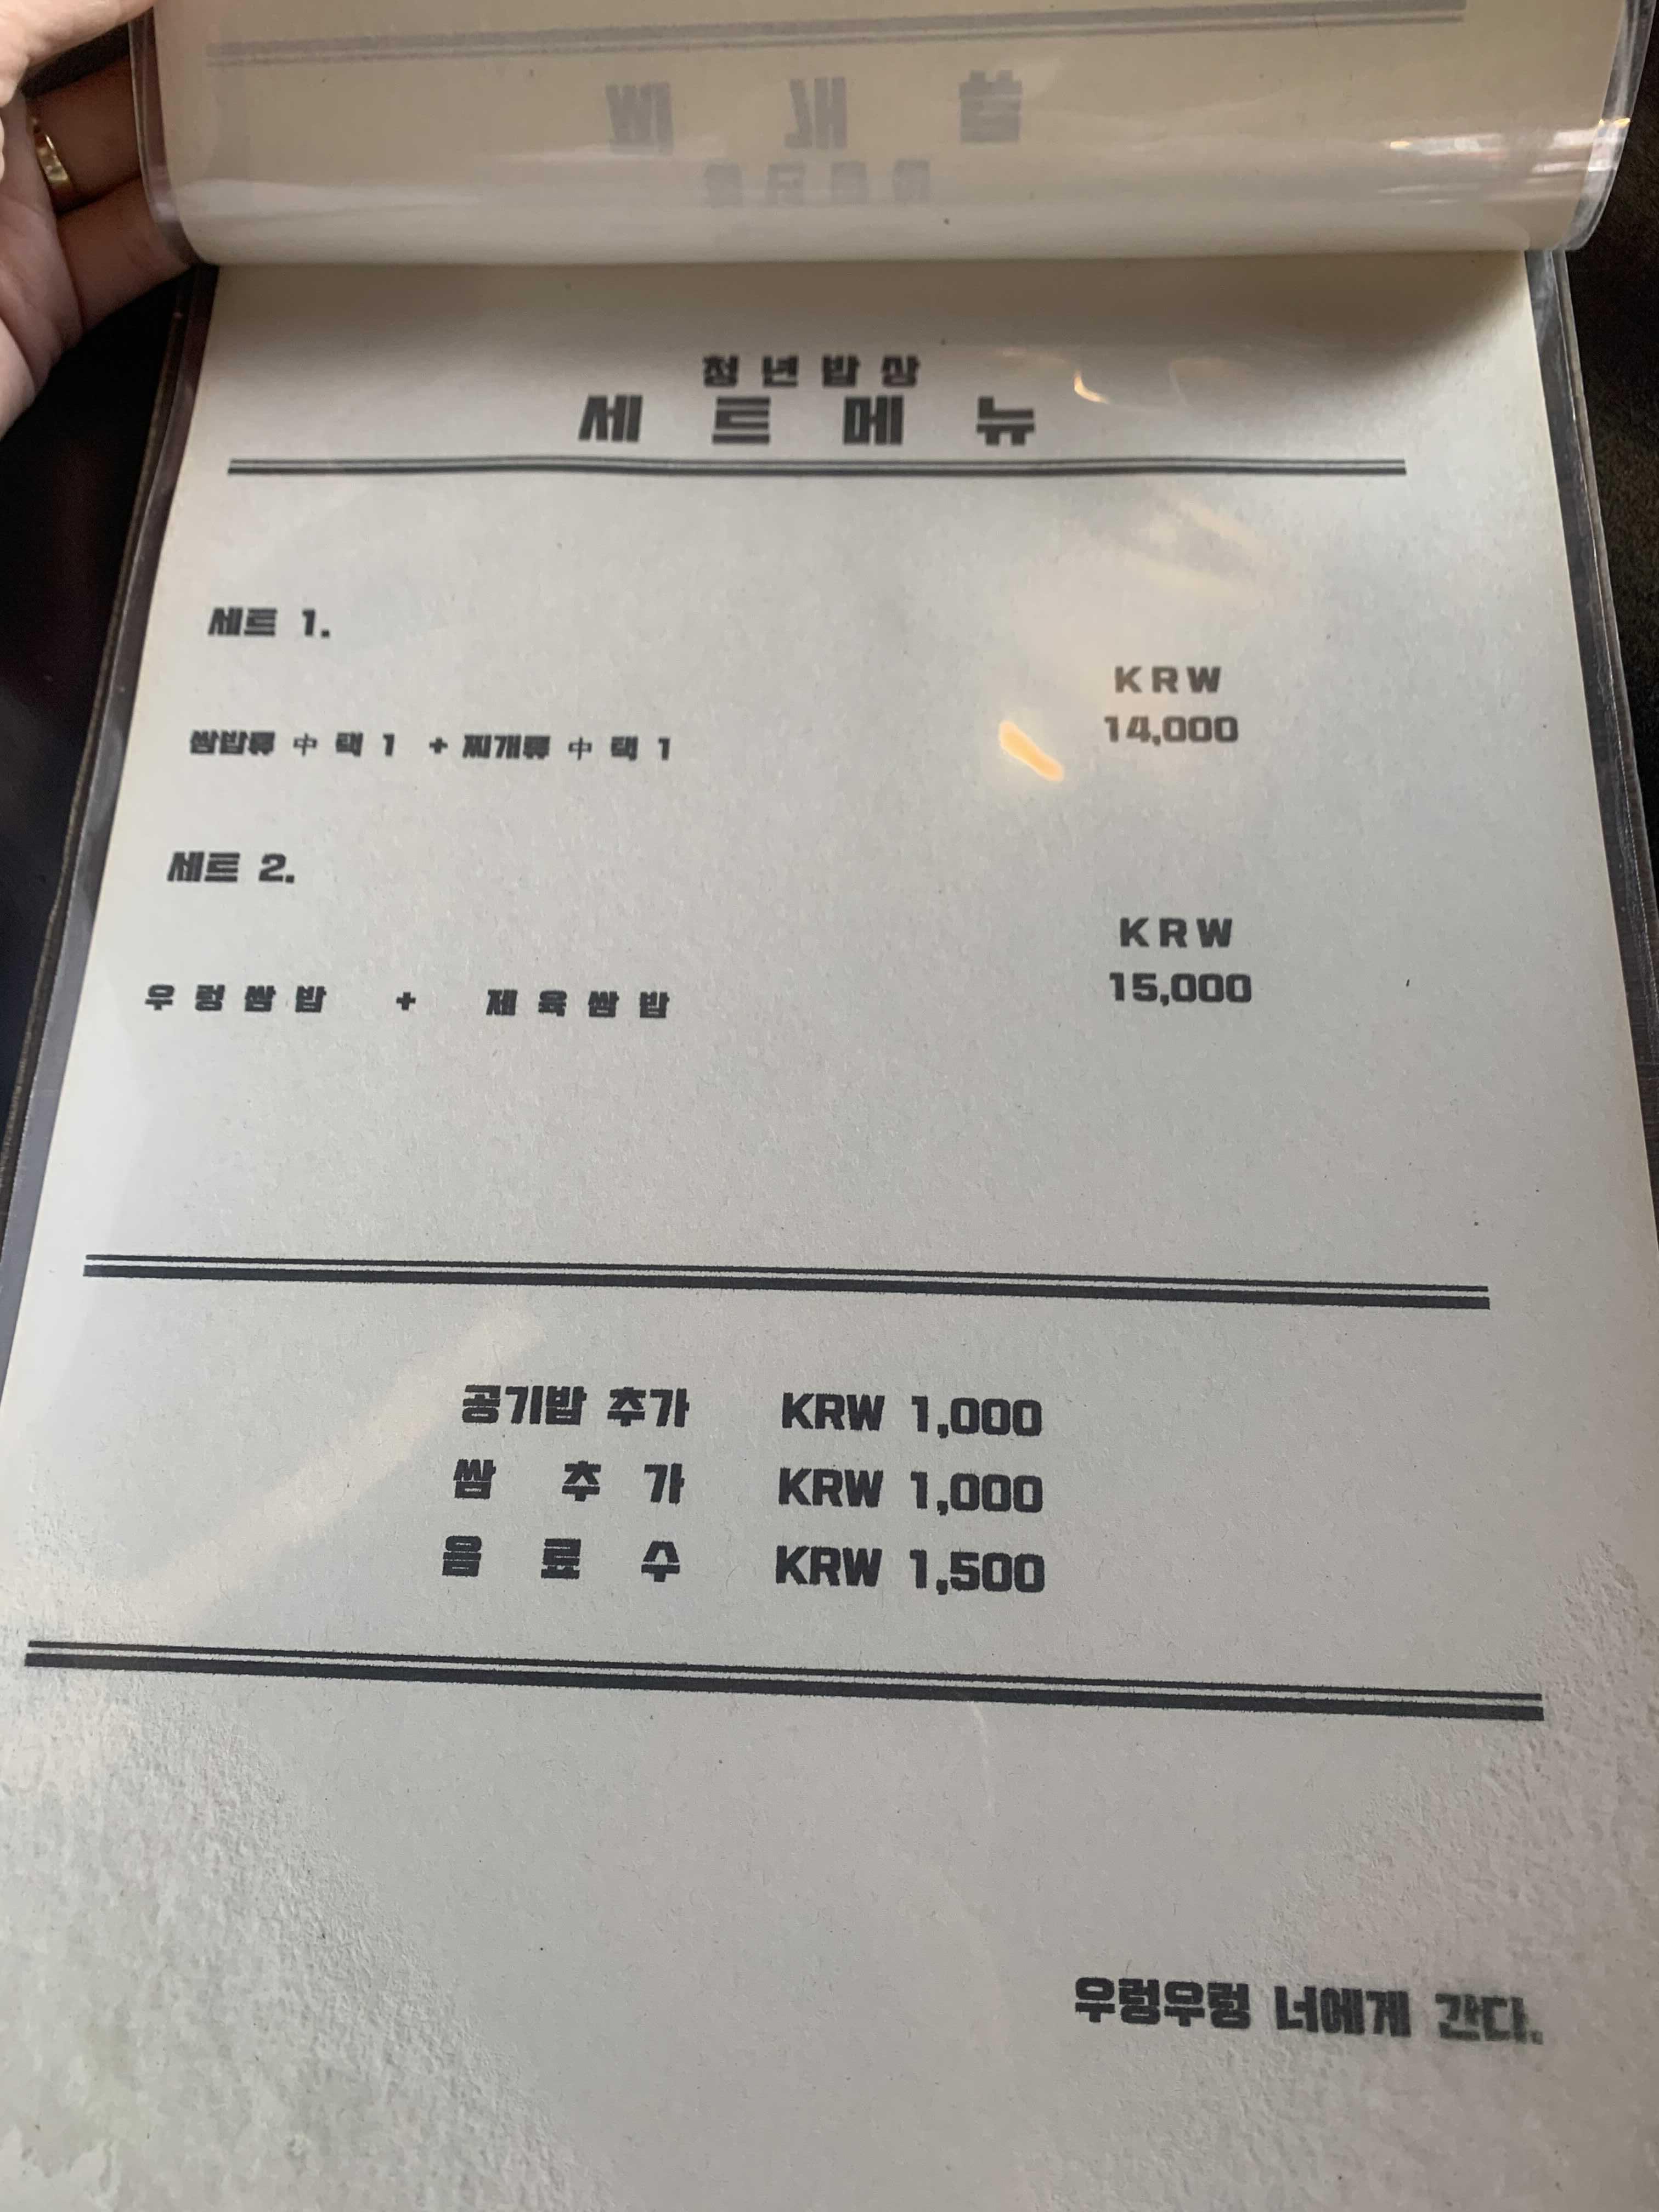 청년밥상
세트메뉴
세트 1.
KRW
14,000
쌈밥류 中 택 1 + 찌개류 中 택 1
세트 2.
KRW
15,000
우렁쌈밥 + 제육쌈밥
공기밥 추가 KRW 1,000
쌈 추가 KRW 1,000
음료수 KRW 1,500
우렁우렁 너에게 간다.